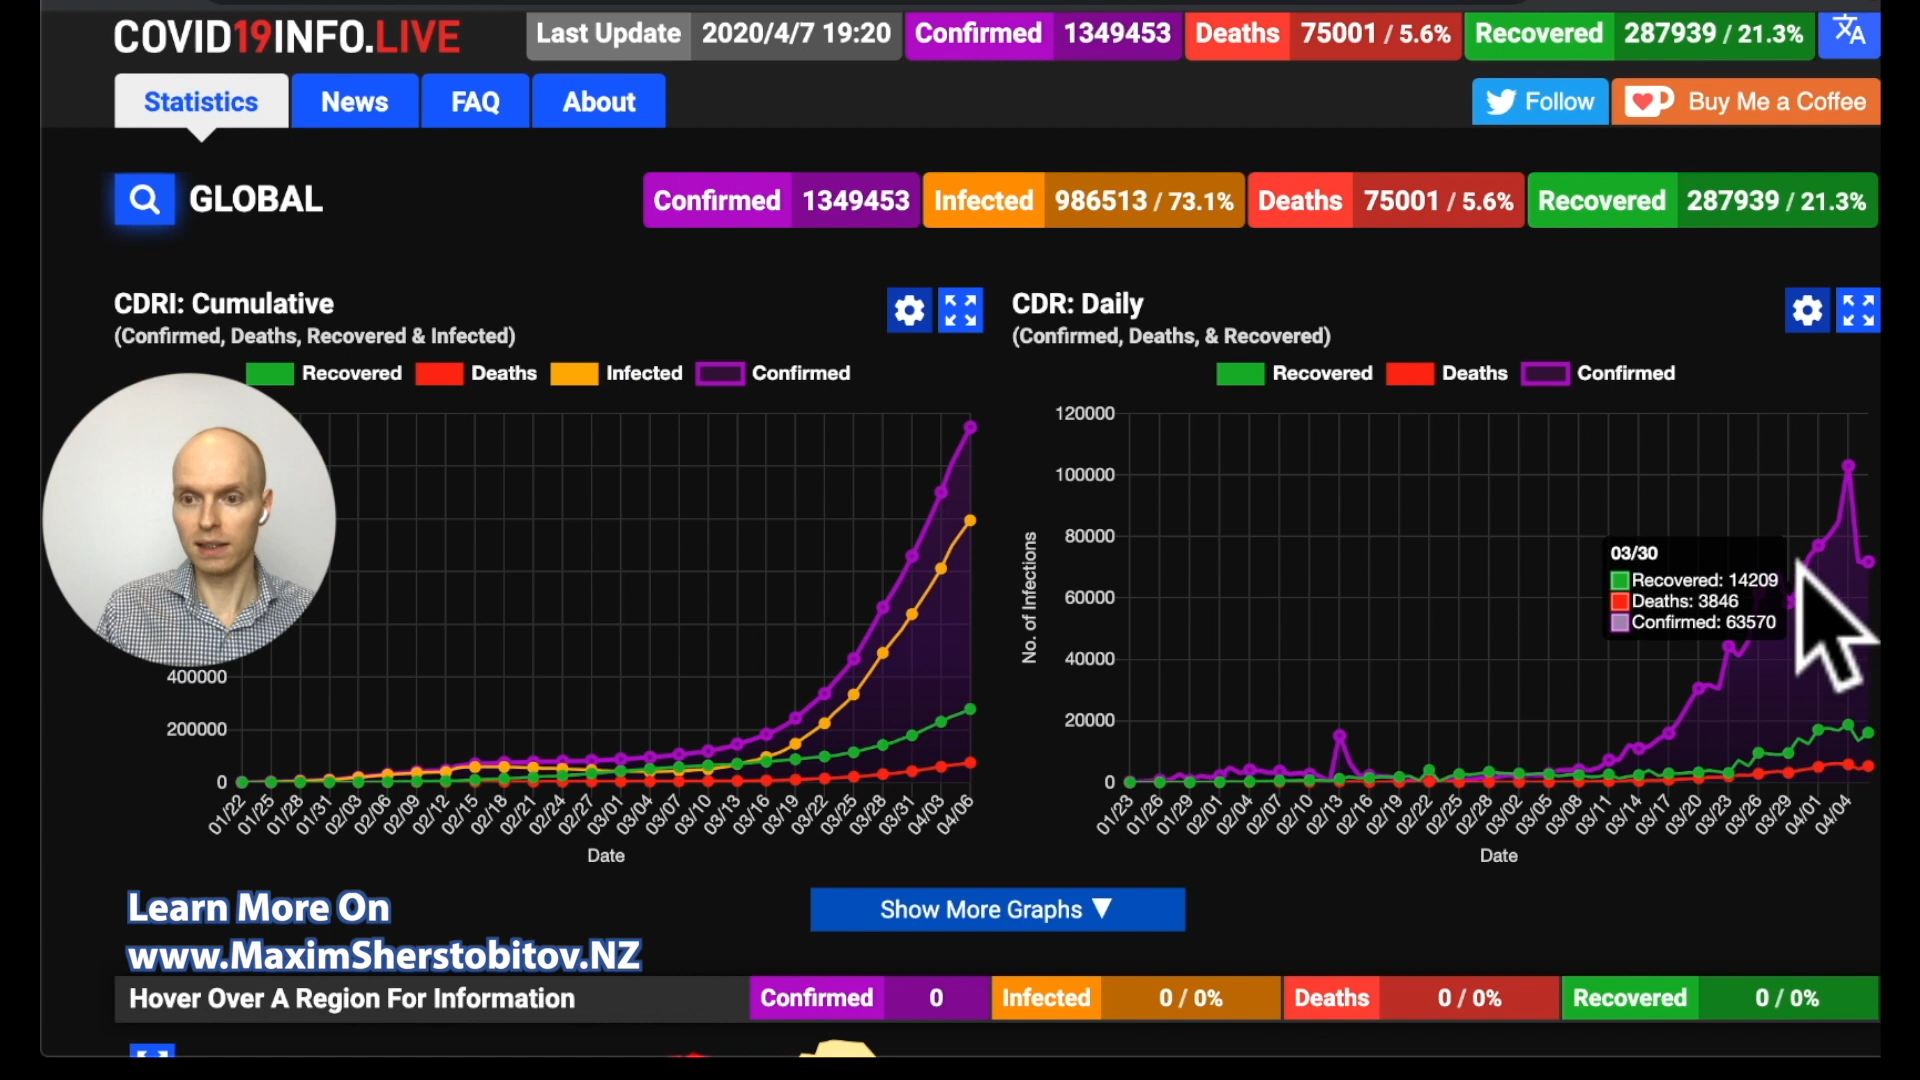 COVID19INFO.LIVE
Last Update 2020/4/7 19:20 Confirmed 1349453 Deaths 75001 / 5.6% Recovered 287939 / 21.3%
Statistics News FAQ About
Follow Buy Me a Coffee
GLOBAL
Confirmed 1349453 Infected 986513 / 73.1% Deaths 75001 / 5.6% Recovered 287939 / 21.3%
CDRI: Cumulative
(Confirmed, Deaths, Recovered & Infected)
Recovered Deaths Infected Confirmed
400000
200000
0
01/22 01/25 01/28 01/31 02/03 02/06 02/09 02/12 02/15 02/18 02/21 02/24 02/27 03/01 03/04 03/07 03/10 03/13 03/16 03/19 03/22 03/25 03/28 03/31 04/03 04/06
Date
CDR: Daily
(Confirmed, Deaths, & Recovered)
Recovered Deaths Confirmed
No. of Infections
120000
100000
80000
60000
40000
20000
0
03/30
Recovered: 14209
Deaths: 3846
Confirmed: 63570
01/23 01/26 01/29 02/01 02/04 02/07 02/10 02/13 02/16 02/19 02/22 02/25 02/28 03/02 03/05 03/08 03/11 03/14 03/17 03/20 03/23 03/26 03/29 04/01 04/04
Date
Show More Graphs ▼
Learn More On
www.MaximSherstobitov.NZ
Hover Over A Region For Information Confirmed 0 Infected 0 / 0% Deaths 0 / 0% Recovered 0 / 0%